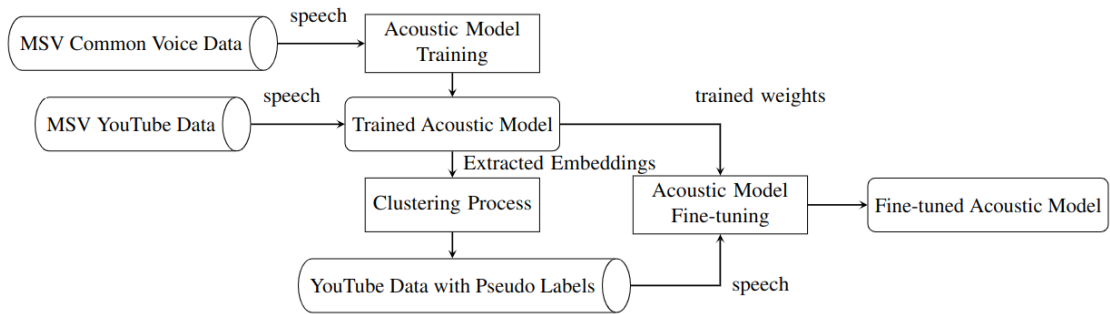 speech
MSV Common Voice Data
Acoustic Model
Training
speech
trained weights
MSV YouTube Data
Trained Acoustic Model
Extracted Embeddings
Clustering Process
Acoustic Model
Fine-tuning
Fine-tuned Acoustic Model
YouTube Data with Pseudo Labels
speech